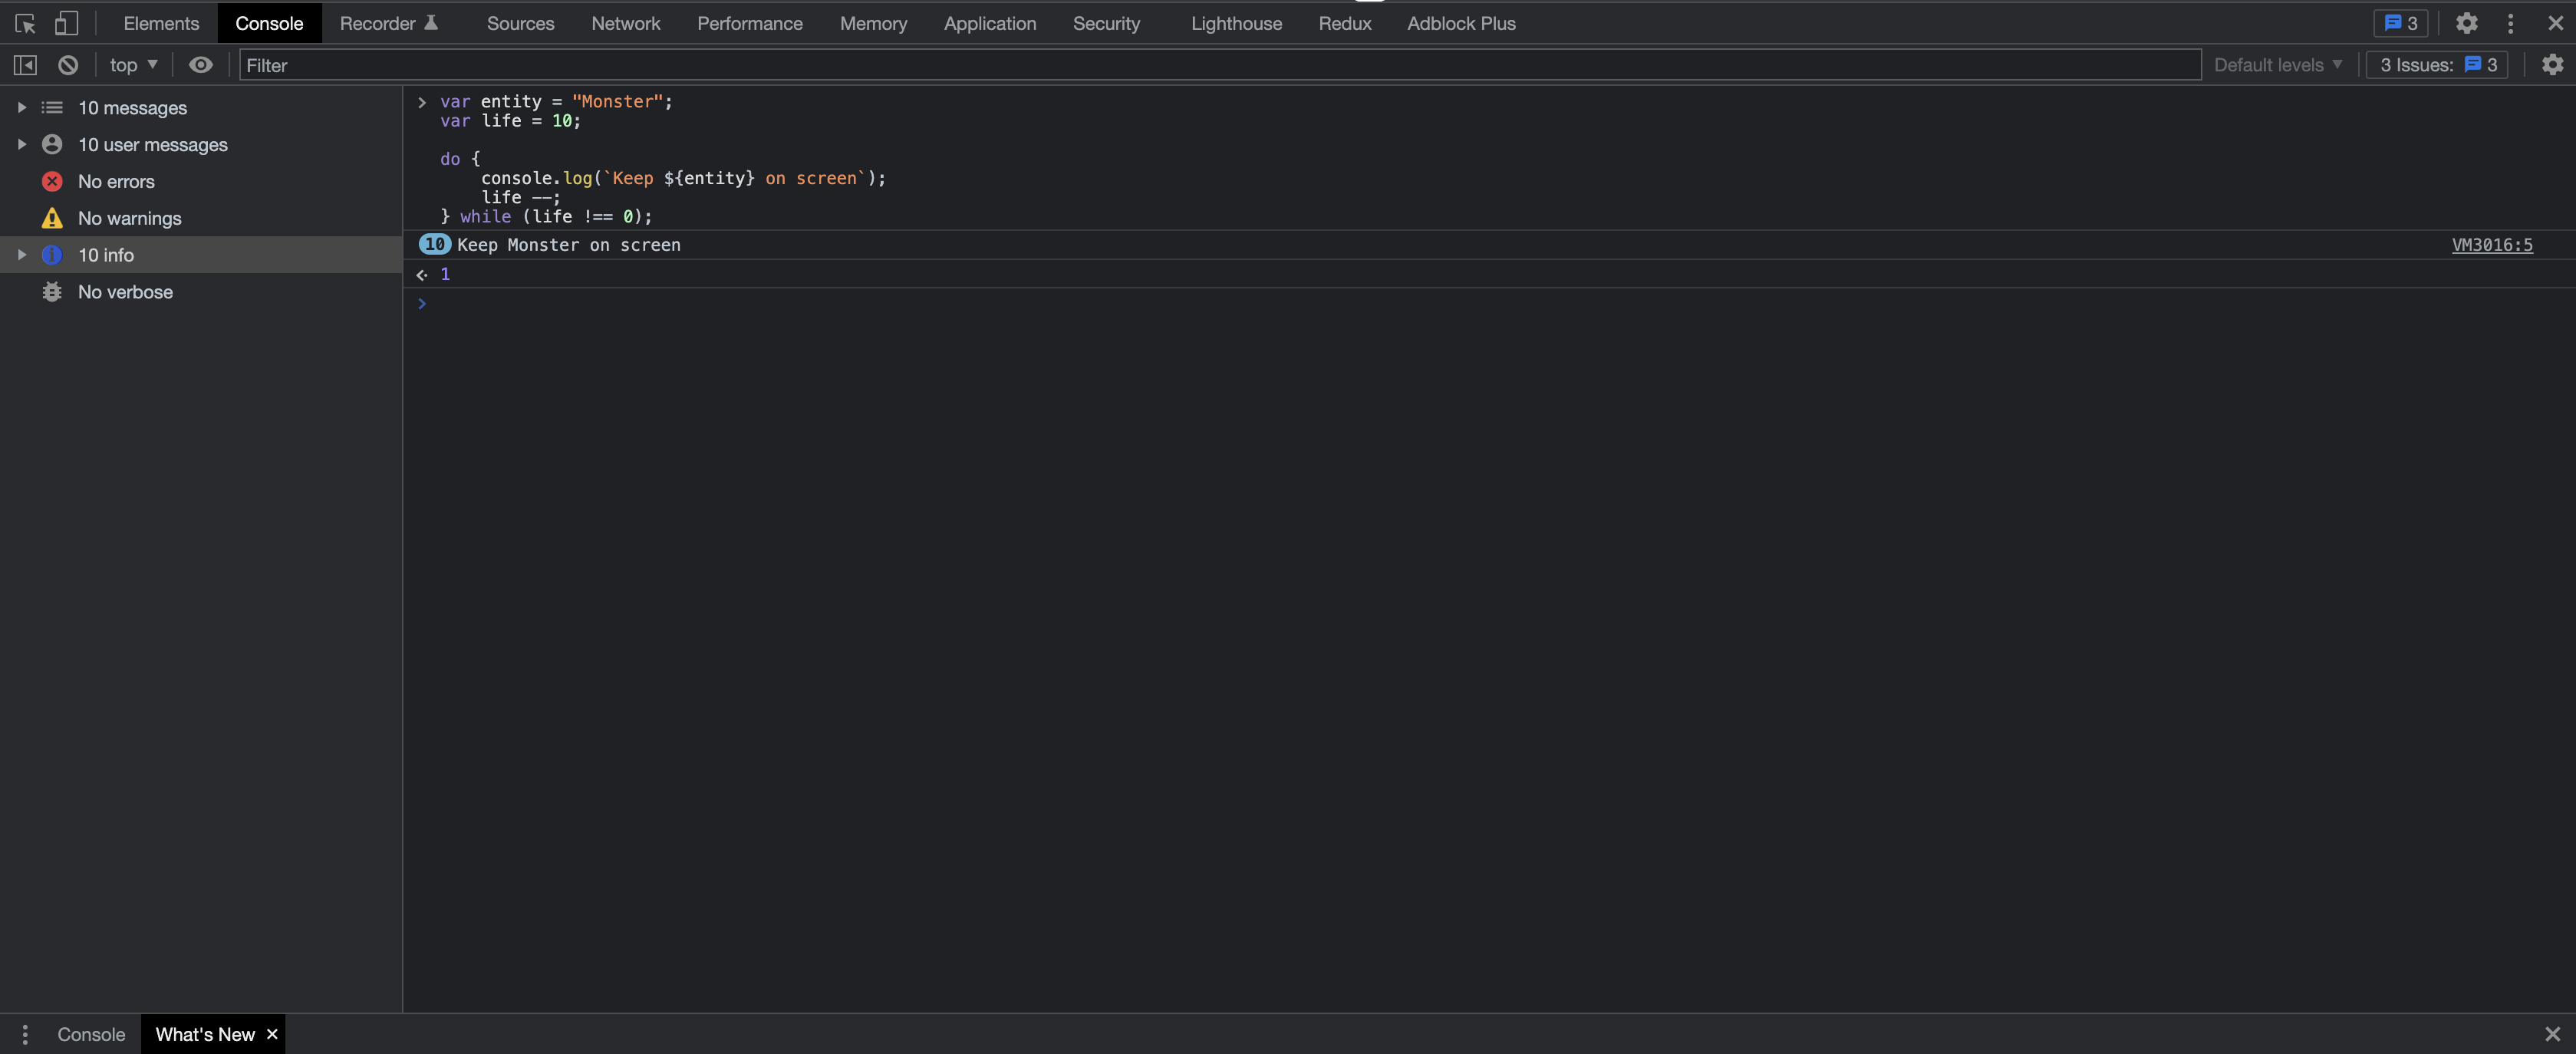 Elements Console Recorder Sources Network Performance Memory Application Security Lighthouse Redux Adblock Plus 3
top Filter Default levels 3 Issues: 3
10 messages
10 user messages
No errors
No warnings
10 info
No verbose
var entity = "Monster";
var life = 10;
do {
console.log(`Keep ${entity} on screen`);
life --;
} while (life !== 0);
10 Keep Monster on screen VM3016:5
1
Console What's New